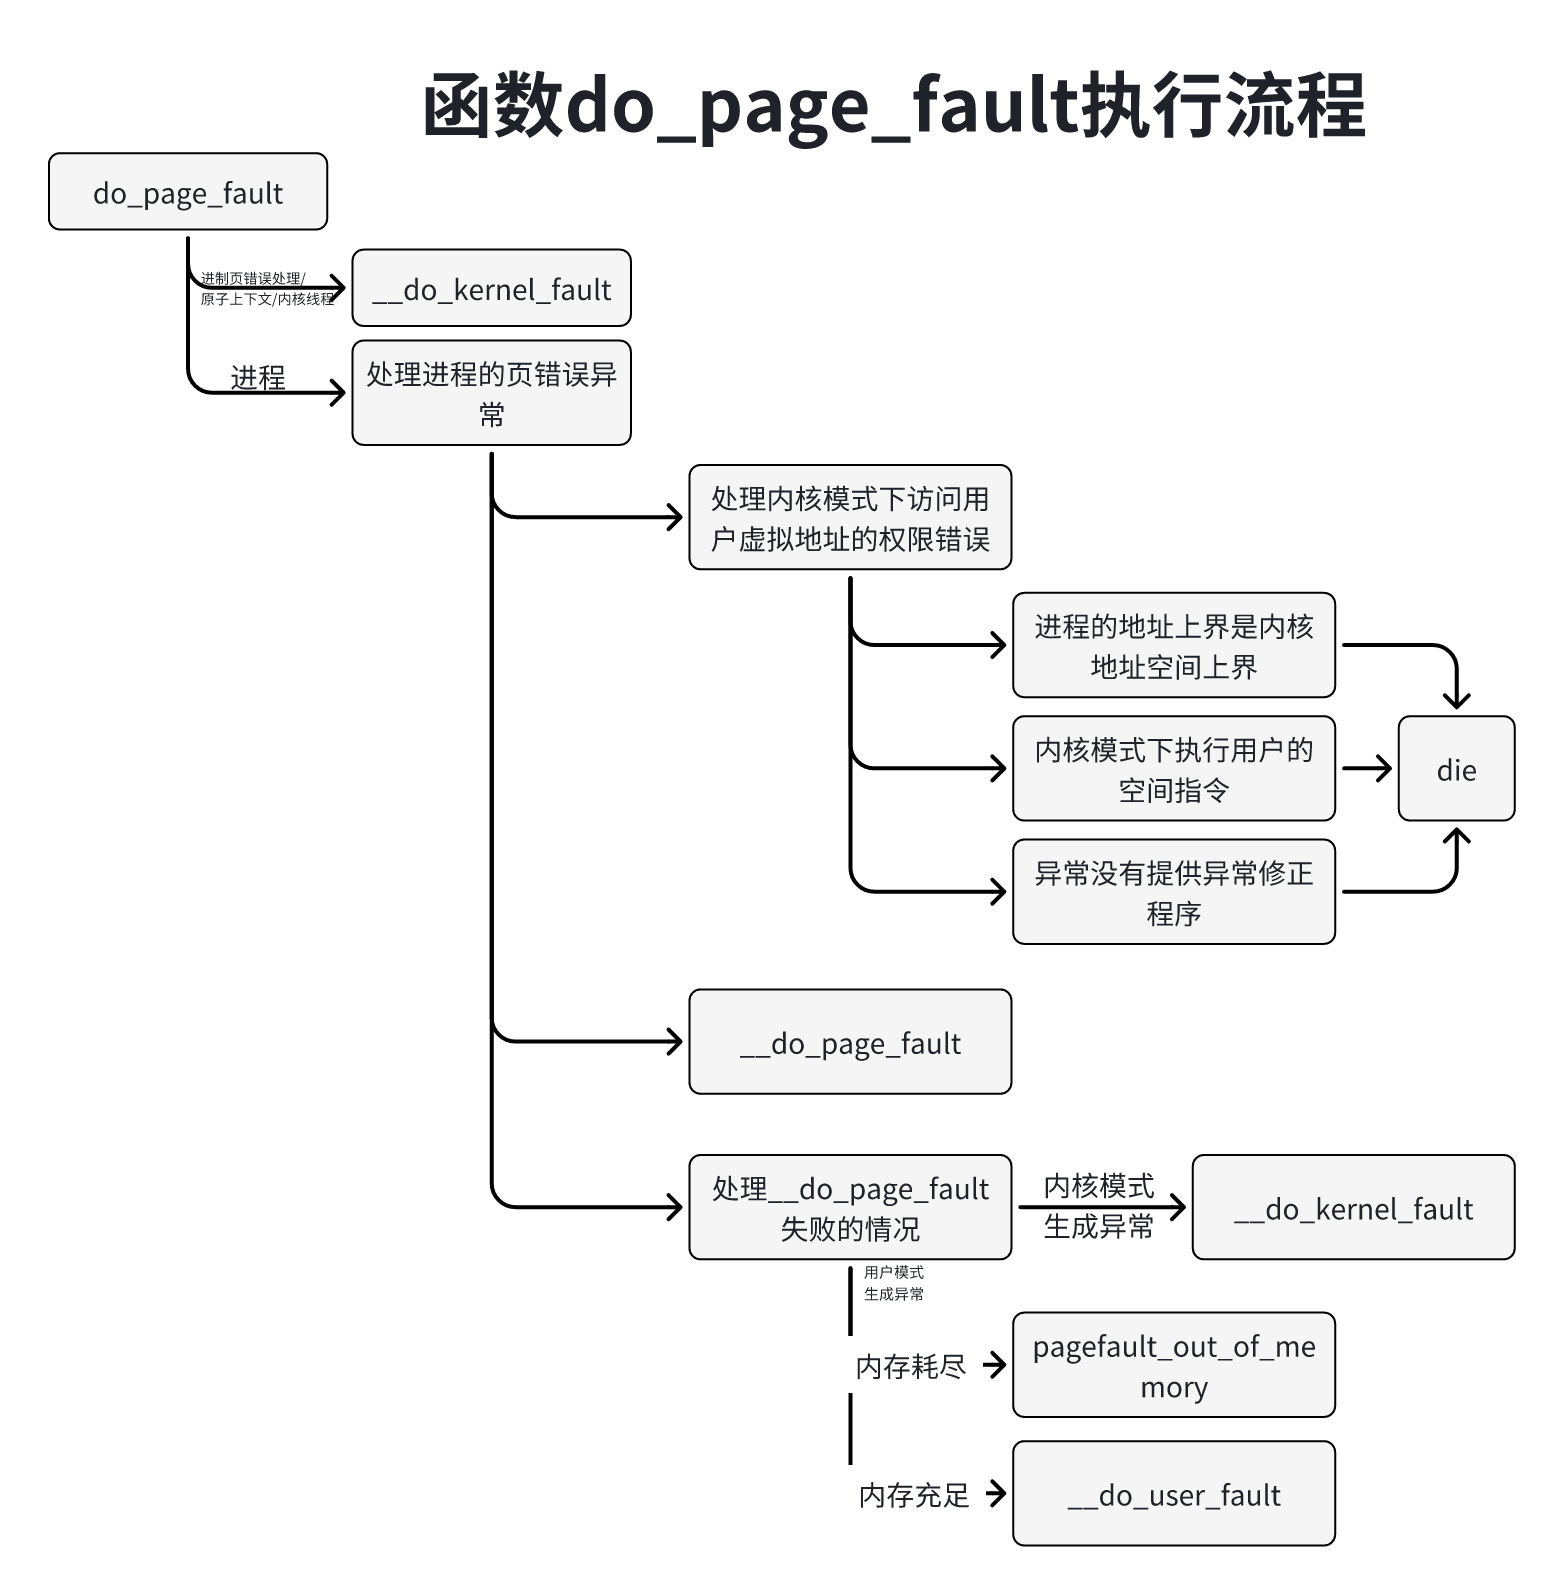 函数do_page_fault执行流程
do_page_fault
进制页错误处理/
原子上下文/内核线程
__do_kernel_fault
进程
处理进程的页错误异
常
处理内核模式下访问用
户虚拟地址的权限错误
进程的地址上界是内核
地址空间上界
内核模式下执行用户的
空间指令
die
异常没有提供异常修正
程序
__do_page_fault
处理__do_page_fault
失败的情况
内核模式
生成异常
__do_kernel_fault
用户模式
生成异常
内存耗尽
pagefault_out_of_me
mory
内存充足
__do_user_fault